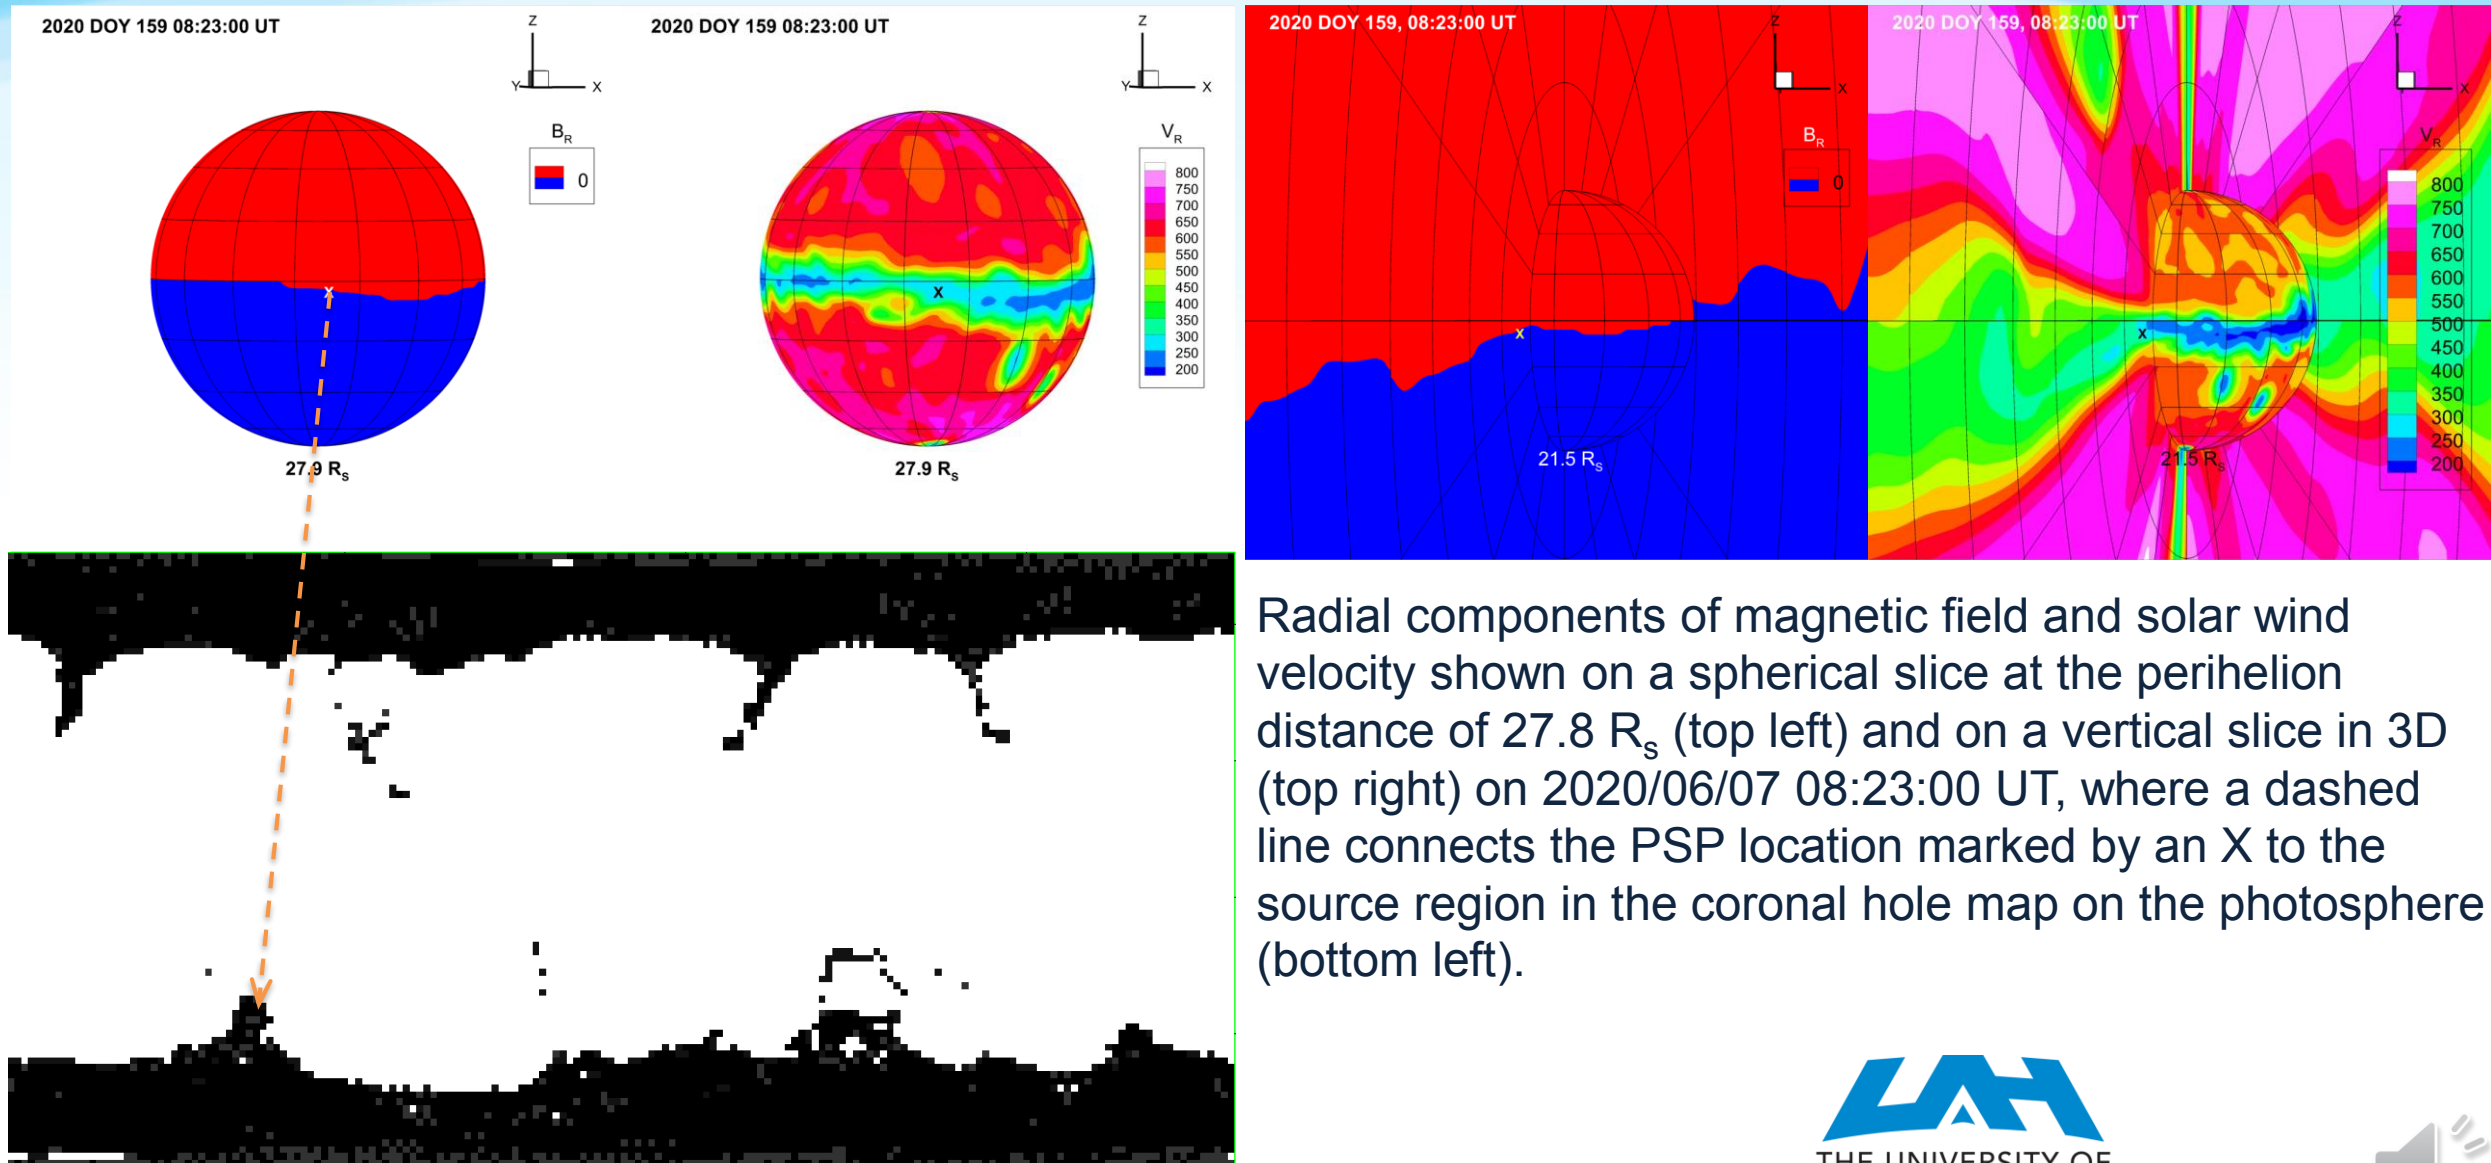 2020 DOY 159 08:23:00 UT
Z
Y
X
B_R
0
27.9 R_s
2020 DOY 159 08:23:00 UT
Z
Y
X
V_R
800
750
700
650
600
550
500
450
400
350
300
250
200
X
27.9 R_s
2020 DOY 159, 08:23:00 UT
Z
X
B_R
0
X
21.5 R_s
2020 DOY 159, 08:23:00 UT
Z
X
V_R
800
750
700
650
600
550
500
450
400
350
300
250
200
X
21.5 R_s
X
Radial components of magnetic field and solar wind
velocity shown on a spherical slice at the perihelion
distance of 27.8 R_s (top left) and on a vertical slice in 3D
(top right) on 2020/06/07 08:23:00 UT, where a dashed
line connects the PSP location marked by an X to the
source region in the coronal hole map on the photosphere
(bottom left).
UAH
THE UNIVERSITY OF